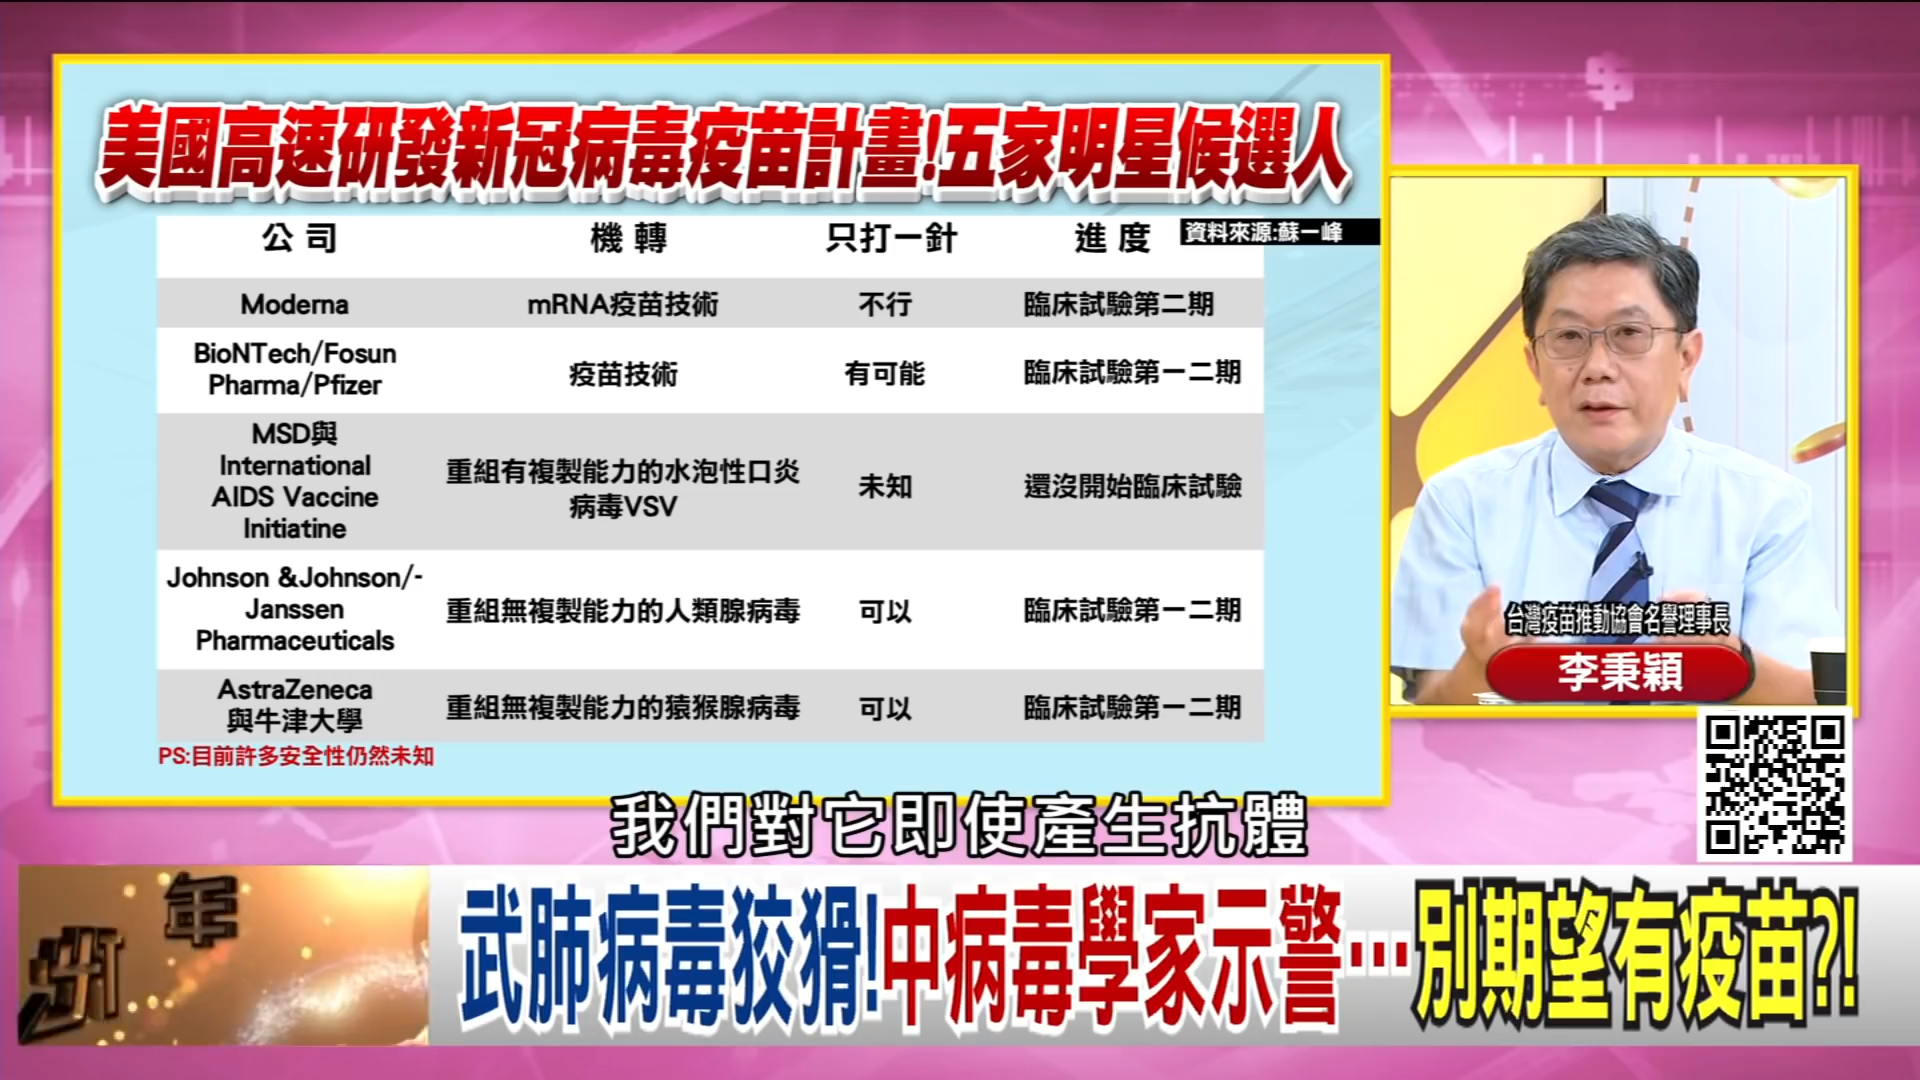 美國高速研發新冠病毒疫苗計畫!五家明星候選人
資料來源:蘇一峰
公司 機轉 只打一針 進度
Moderna mRNA疫苗技術 不行 臨床試驗第二期
BioNTech/Fosun
Pharma/Pfizer 疫苗技術 有可能 臨床試驗第一二期
MSD與
International
AIDS Vaccine
Initiatine
重組有複製能力的水泡性口炎
病毒VSV
未知 還沒開始臨床試驗
Johnson &Johnson/-
Janssen
Pharmaceuticals
重組無複製能力的人類腺病毒 可以 臨床試驗第一二期
AstraZeneca
與牛津大學
重組無複製能力的猿猴腺病毒 可以 臨床試驗第一二期
PS:目前許多安全性仍然未知
台灣疫苗推動協會名譽理事長
李秉穎
我們對它即使產生抗體
年
武肺病毒狡猾!中病毒學家示警…別期望有疫苗?!